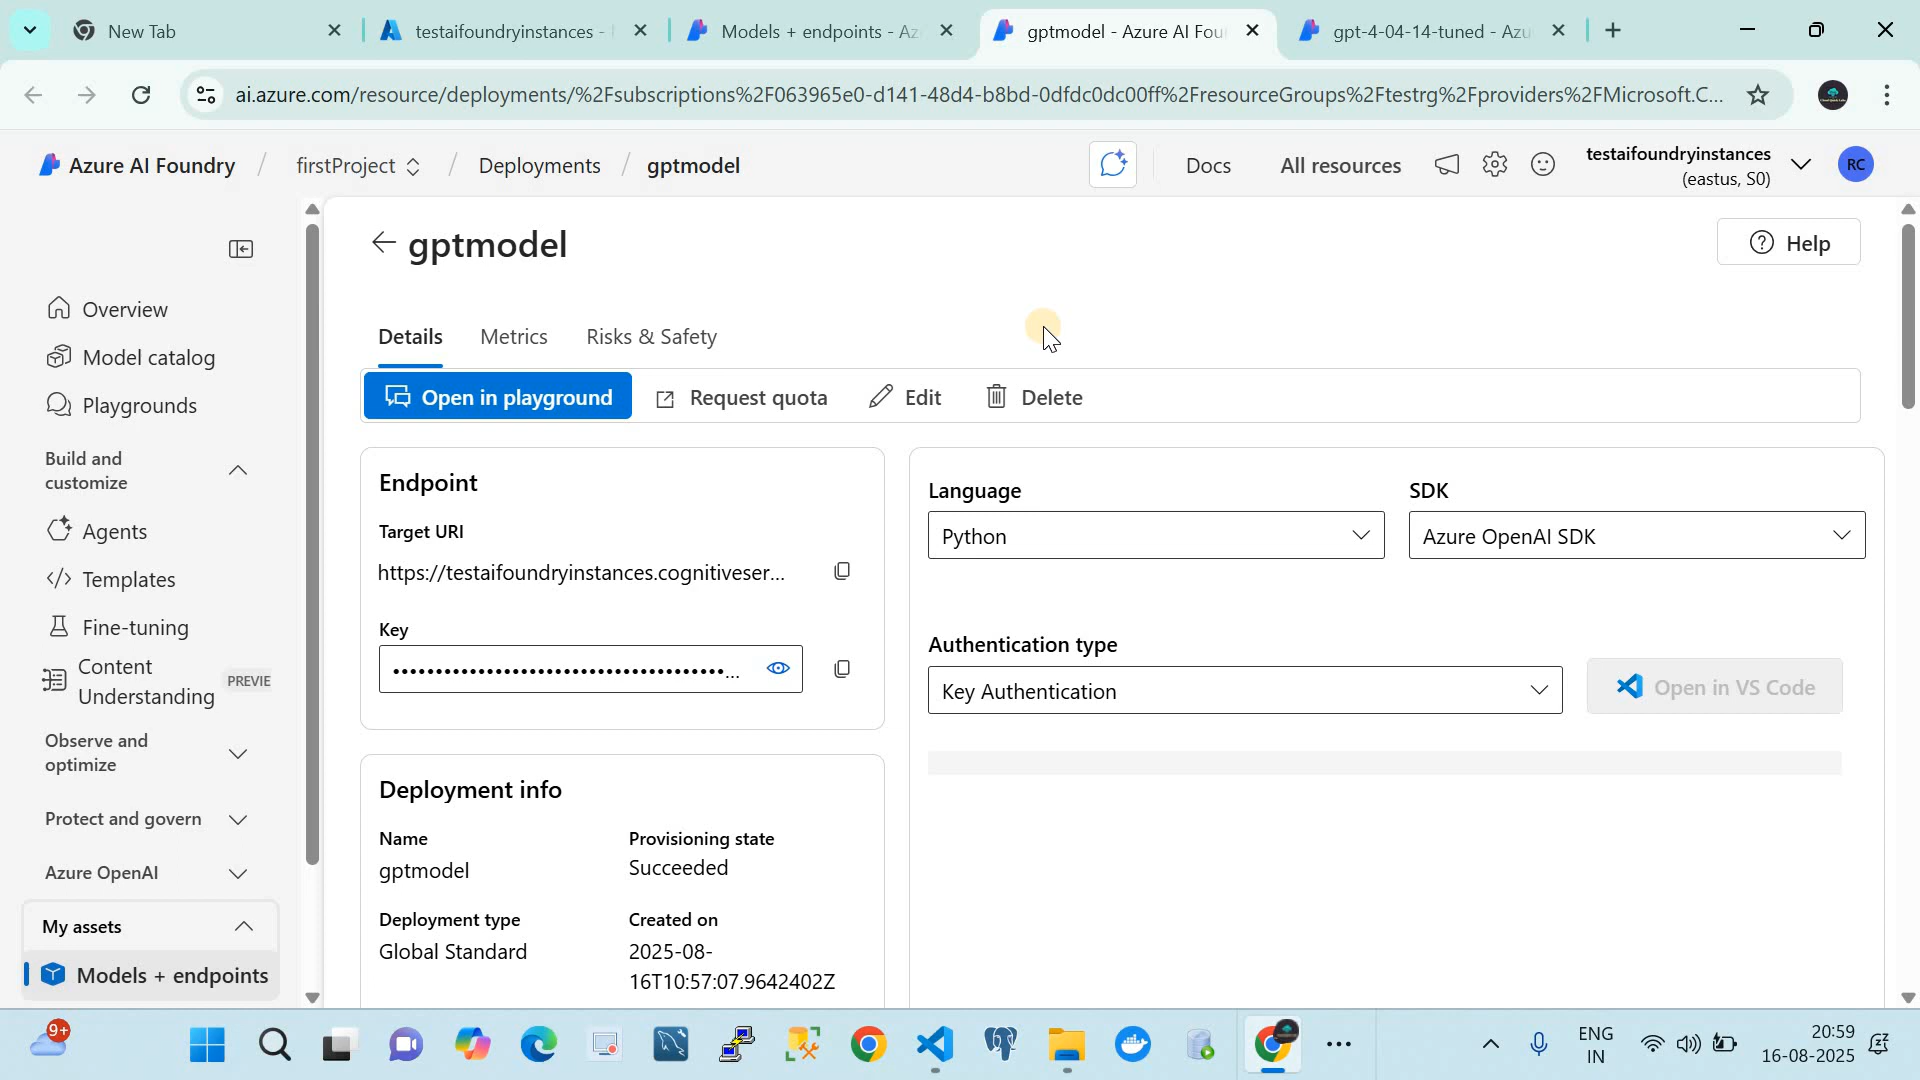 New Tab
testaifoundryinstances -
Models + endpoints - Az
gptmodel - Azure AI Fou
gpt-4-04-14-tuned - Azu
ai.azure.com/resource/deployments/%2Fsubscriptions%2F063965e0-d141-48d4-b8bd-0dfdc0dc00ff%2FresourceGroups%2Ftestrg%2Fproviders%2FMicrosoft.C...
Azure AI Foundry / firstProject / Deployments / gptmodel
Docs
All resources
testaifoundryinstances
(eastus, S0)
RC
Overview
Model catalog
Playgrounds
Build and
customize
Agents
Templates
Fine-tuning
Content
Understanding
PREVIE
Observe and
optimize
Protect and govern
Azure OpenAI
My assets
Models + endpoints
gptmodel
Help
Details
Metrics
Risks & Safety
Open in playground
Request quota
Edit
Delete
Endpoint
Target URI
https://testaifoundryinstances.cognitiveser...
Key
Deployment info
Name
gptmodel
Provisioning state
Succeeded
Deployment type
Global Standard
Created on
2025-08-
16T10:57:07.9642402Z
Language
Python
SDK
Azure OpenAI SDK
Authentication type
Key Authentication
Open in VS Code
9+
ENG
IN
20:59
16-08-2025